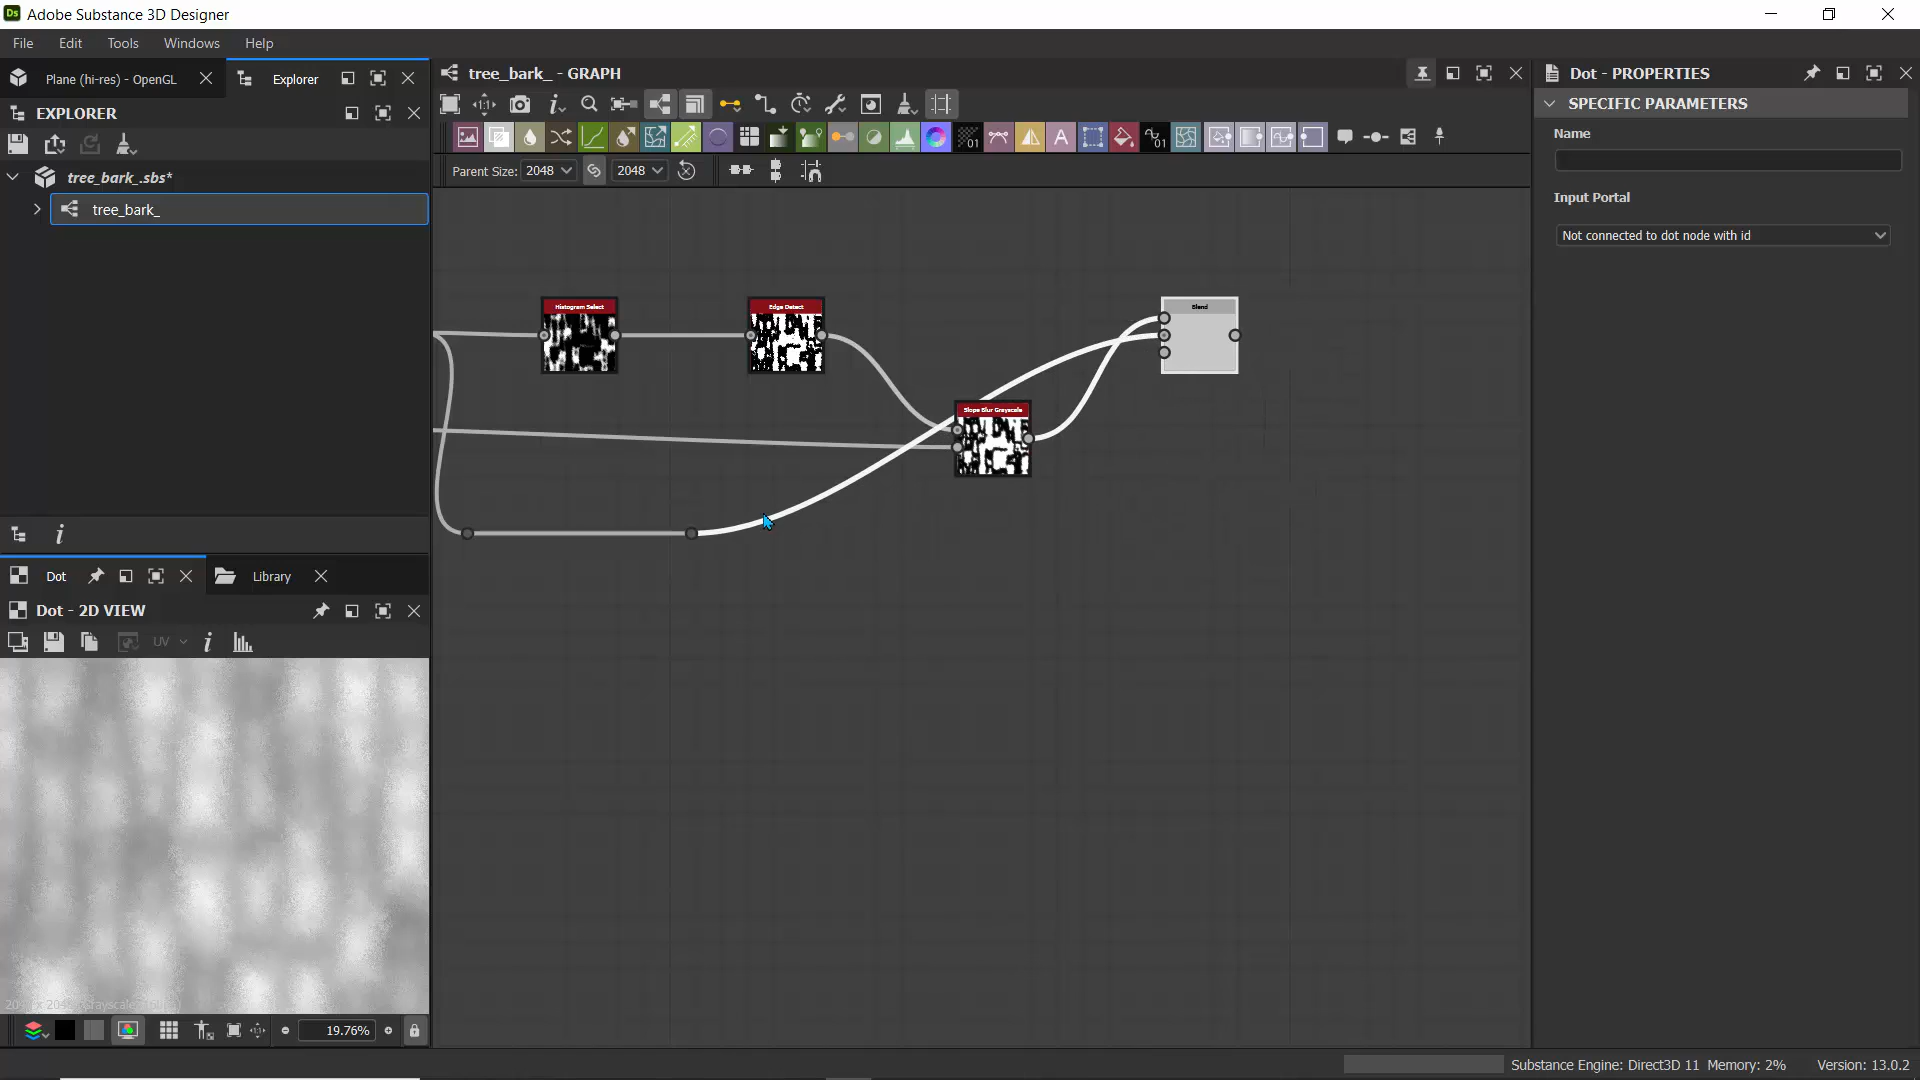 Ds Adobe Substance 3D Designer
File Edit Tools Windows Help
Plane (hi-res) - OpenGL
Explorer
tree_bark_ - GRAPH
Dot - PROPERTIES
EXPLORER
SPECIFIC PARAMETERS
Name
Parent Size: 2048 2048
tree_bark_.sbs*
Input Portal
tree_bark_
Not connected to dot node with id
Histogram Select
Edge Detect
Blend
Slope Blur Grayscale
Dot
Library
Dot - 2D VIEW
UV
19.76%
Substance Engine: Direct3D 11 Memory: 2% Version: 13.0.2